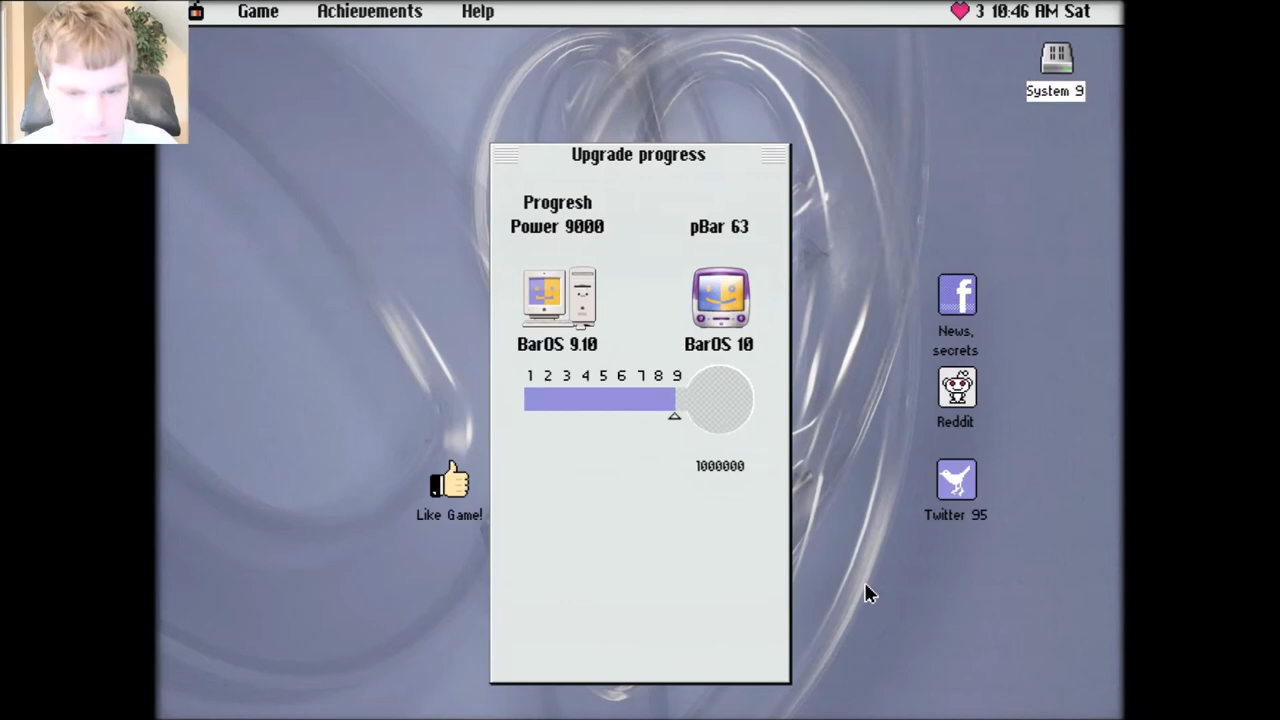 Game Achievements Help 3 10:46 AM Sat
System 9
Upgrade progress
Progresh
Power 9000
pBar 63
BarOS 9.10
BarOS 10
1 2 3 4 5 6 7 8 9
1000000
News,
secrets
Reddit
Like Game!
Twitter 95